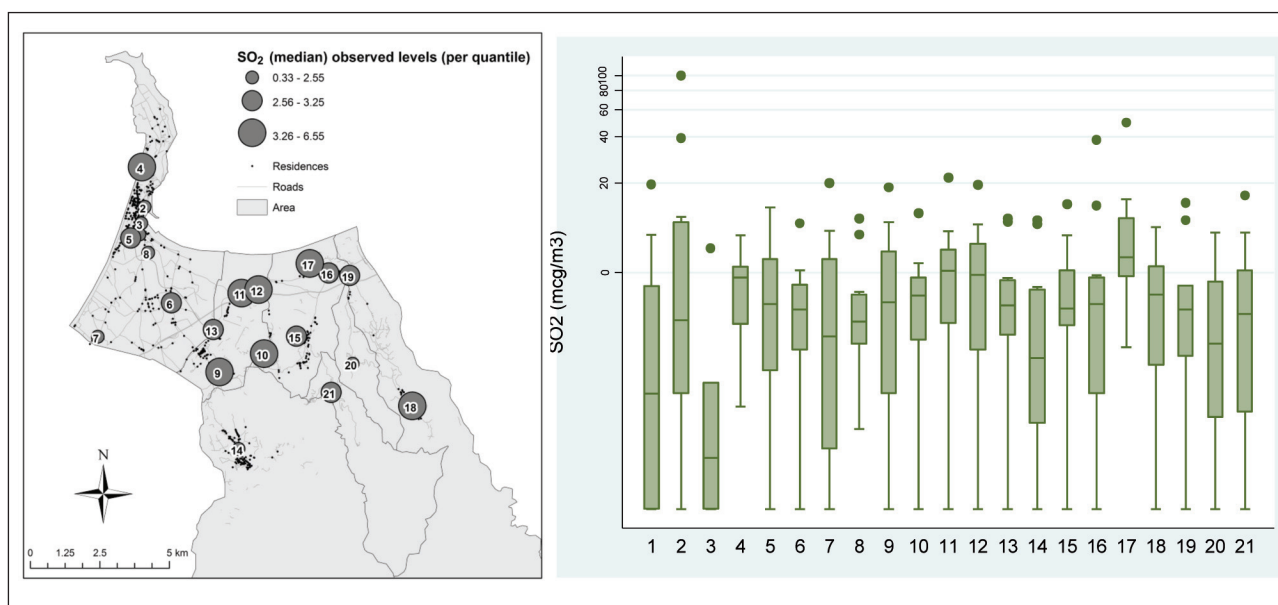 SO2 (median) observed levels (per quantile)
0.33 - 2.55
2.56 - 3.25
3.26 - 6.55
Residences
Roads
Area
4
2
3
5
8
17
16
19
11
12
6
7
13
15
10
20
9
21
18
14
N
0 1.25 2.5 5 km
100
80
60
40
20
0
SO2 (mcg/m3)
1 2 3 4 5 6 7 8 9 10 11 12 13 14 15 16 17 18 19 20 21